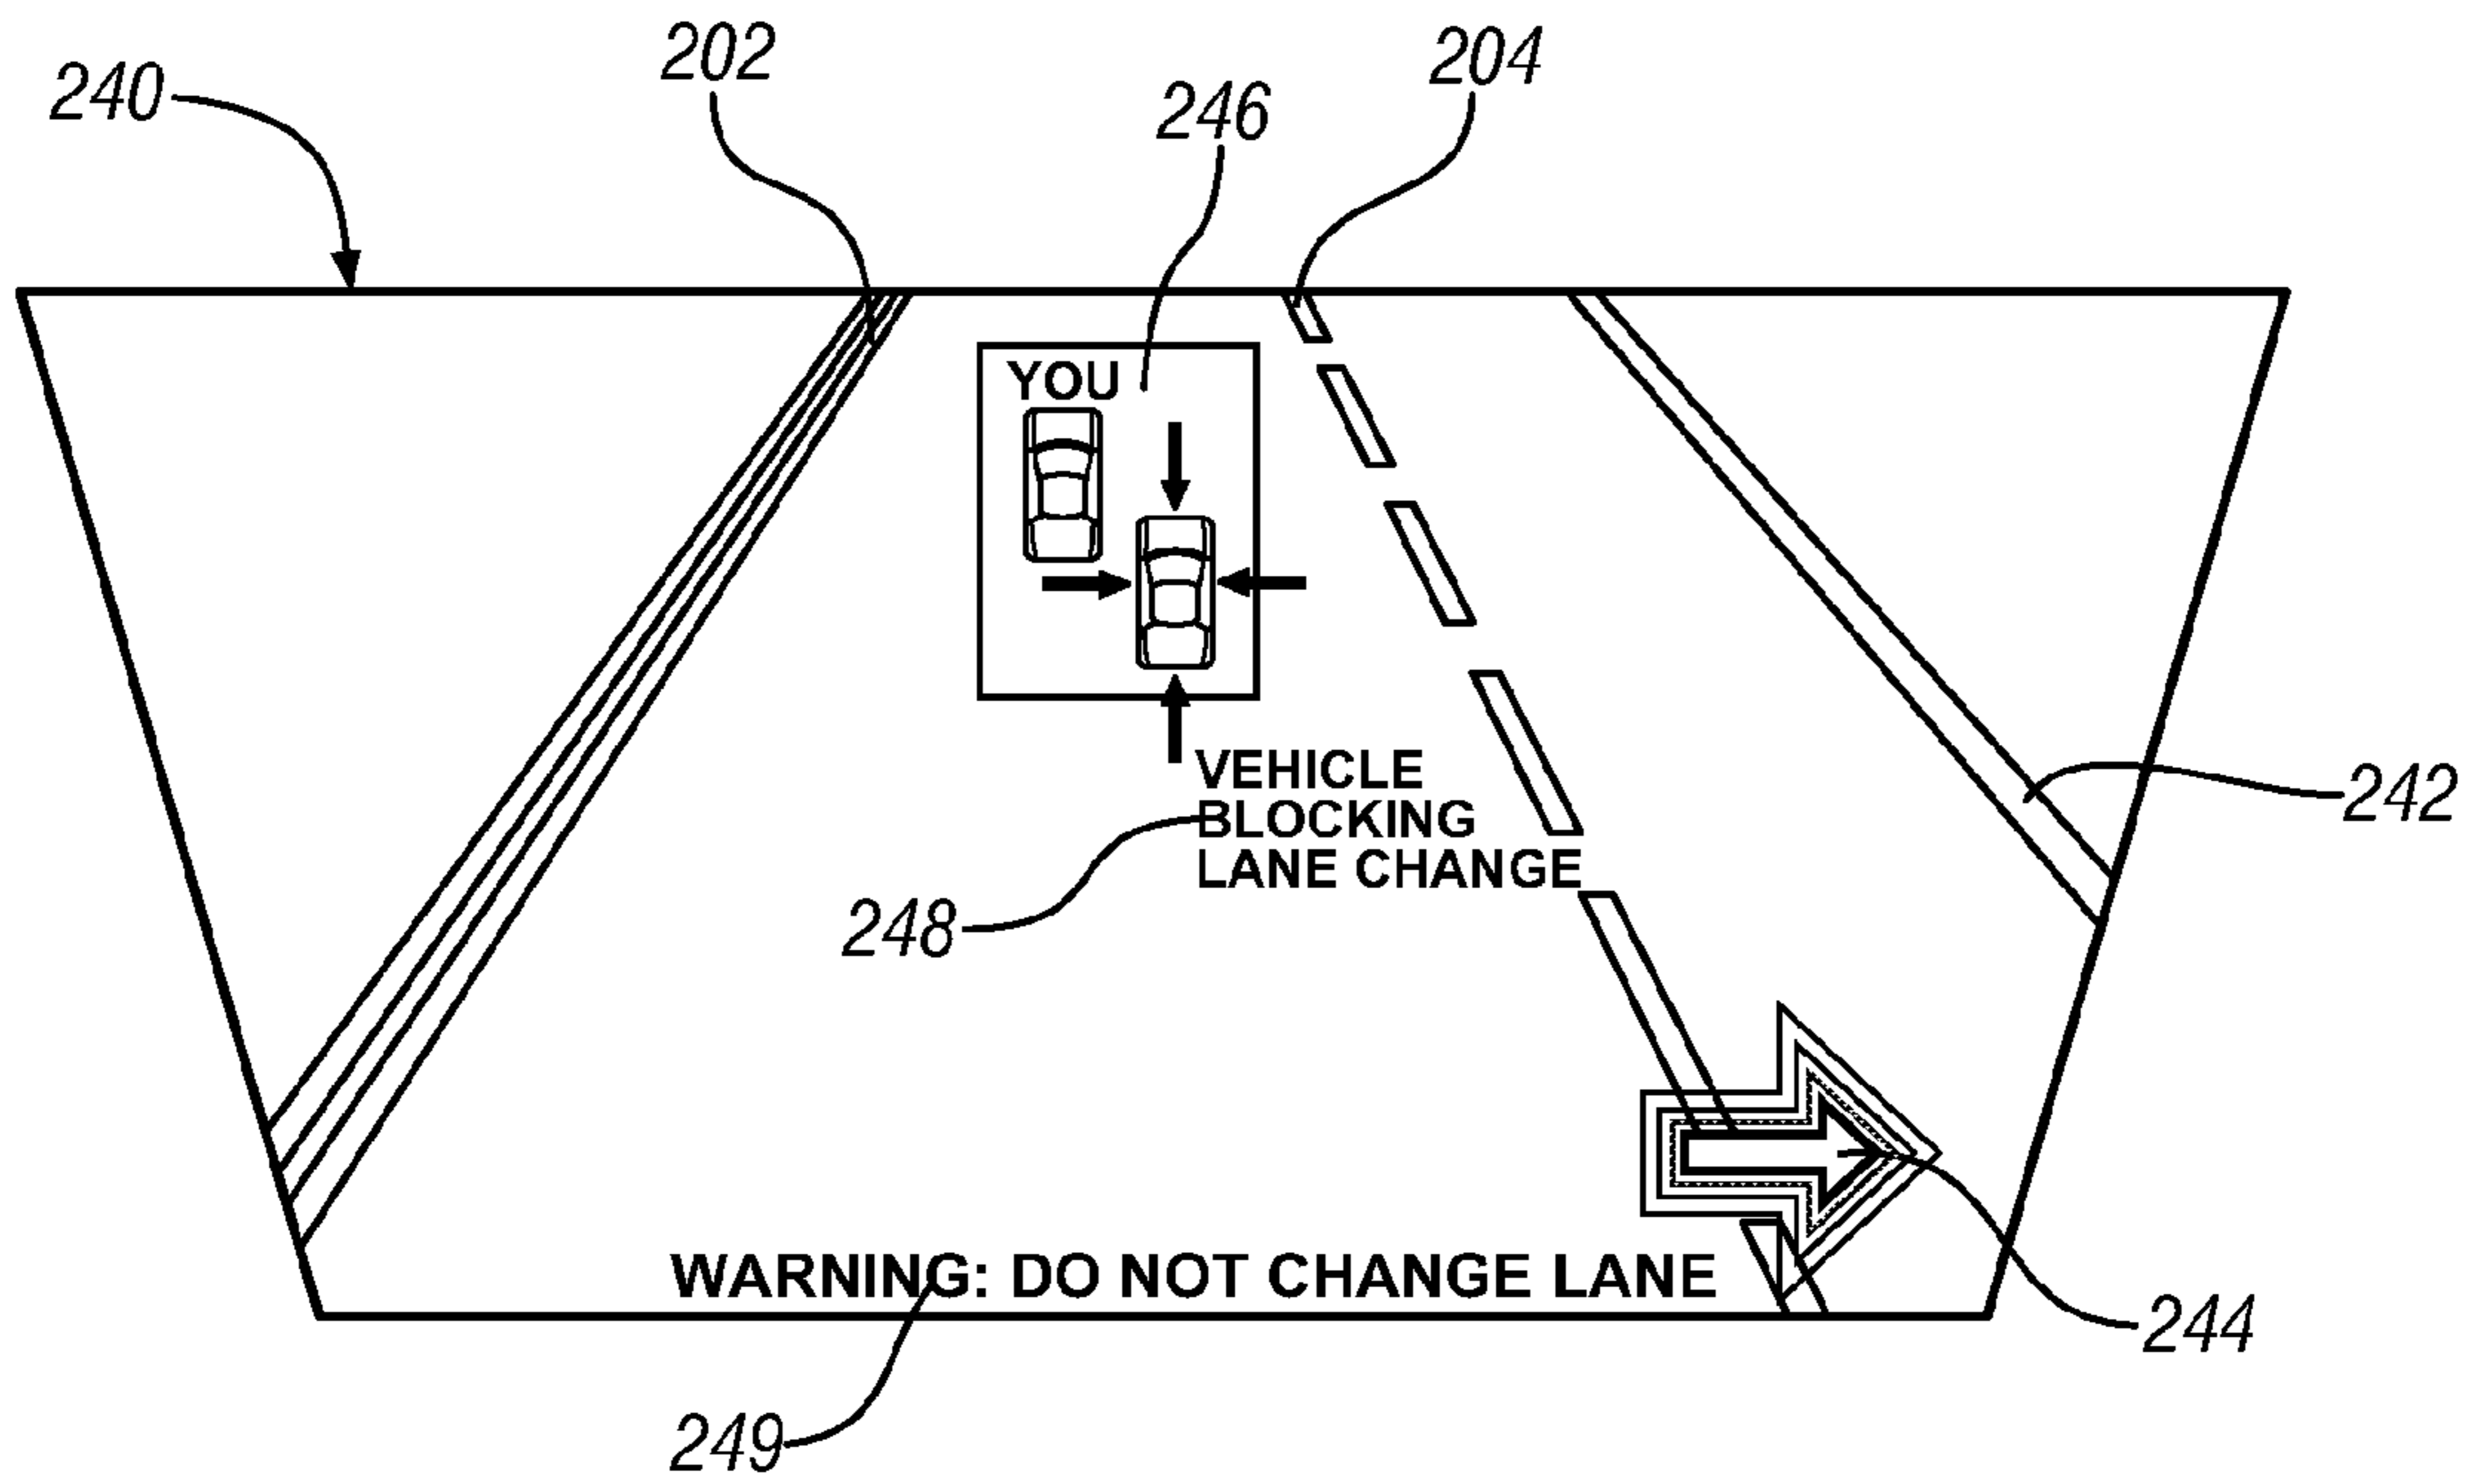 202
204
240
246
YOU
VEHICLE
BLOCKING
LANE CHANGE
242
248
WARNING: DO NOT CHANGE LANE
244
249